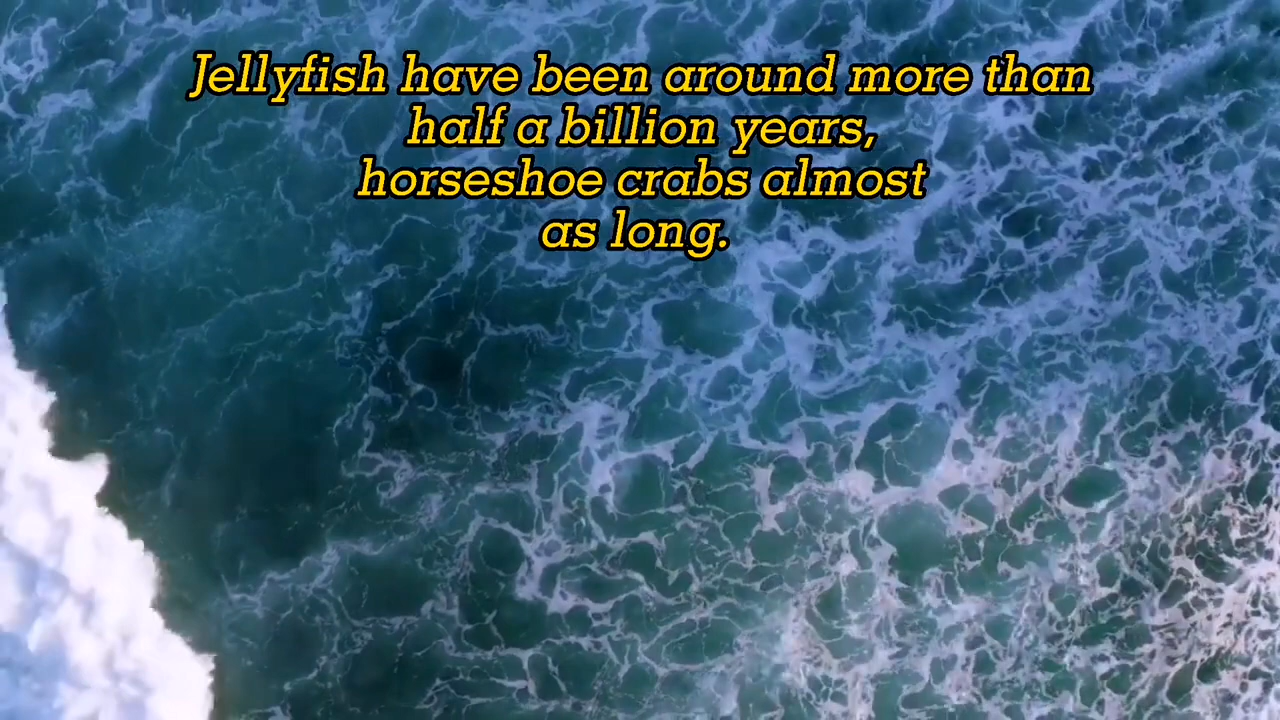 Jellyfish have been around more than
half a billion years,
horseshoe crabs almost
as long.